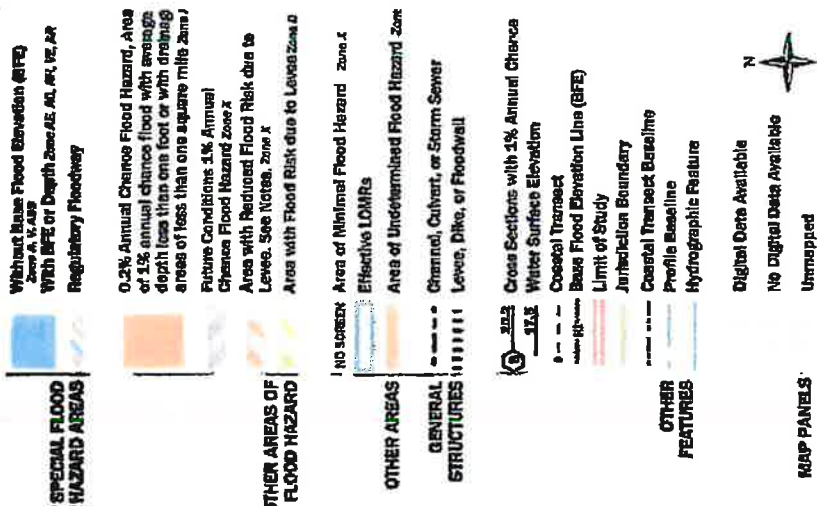 SPECIAL FLOOD
HAZARD AREAS
Without Base Flood Elevation (BFE)
Zone A, V, A99
With BFE or Depth Zone AE, AO, AH, VE, AR
Regulatory Floodway
0.2% Annual Chance Flood Hazard, Area
of 1% annual chance flood with average
depth less than one foot or with drainag
areas of less than one square mile Zone
Future Conditions 1% Annual
Chance Flood Hazard Zone X
Area with Reduced Flood Risk due to
Levee. See Notes. Zone X
Area with Flood Risk due to Levee Zone D
THER AREAS OF
FLOOD HAZARD
NO SCREEN Area of Minimal Flood Hazard Zone X
Effective LOMRs
Area of Undetermined Flood Hazard Zone
OTHER AREAS
GENERAL
STRUCTURES
Channel, Culvert, or Storm Sewer
Levee, Dike, or Floodwall
B 20.2 Cross Sections with 1% Annual Chance
17.5 Water Surface Elevation
Coastal Transect
Base Flood Elevation Line (BFE)
Limit of Study
Jurisdiction Boundary
Coastal Transect Baseline
Profile Baseline
Hydrographic Feature
OTHER
FEATURES
Digital Data Available
No Digital Data Available
Unmapped
MAP PANELS
N